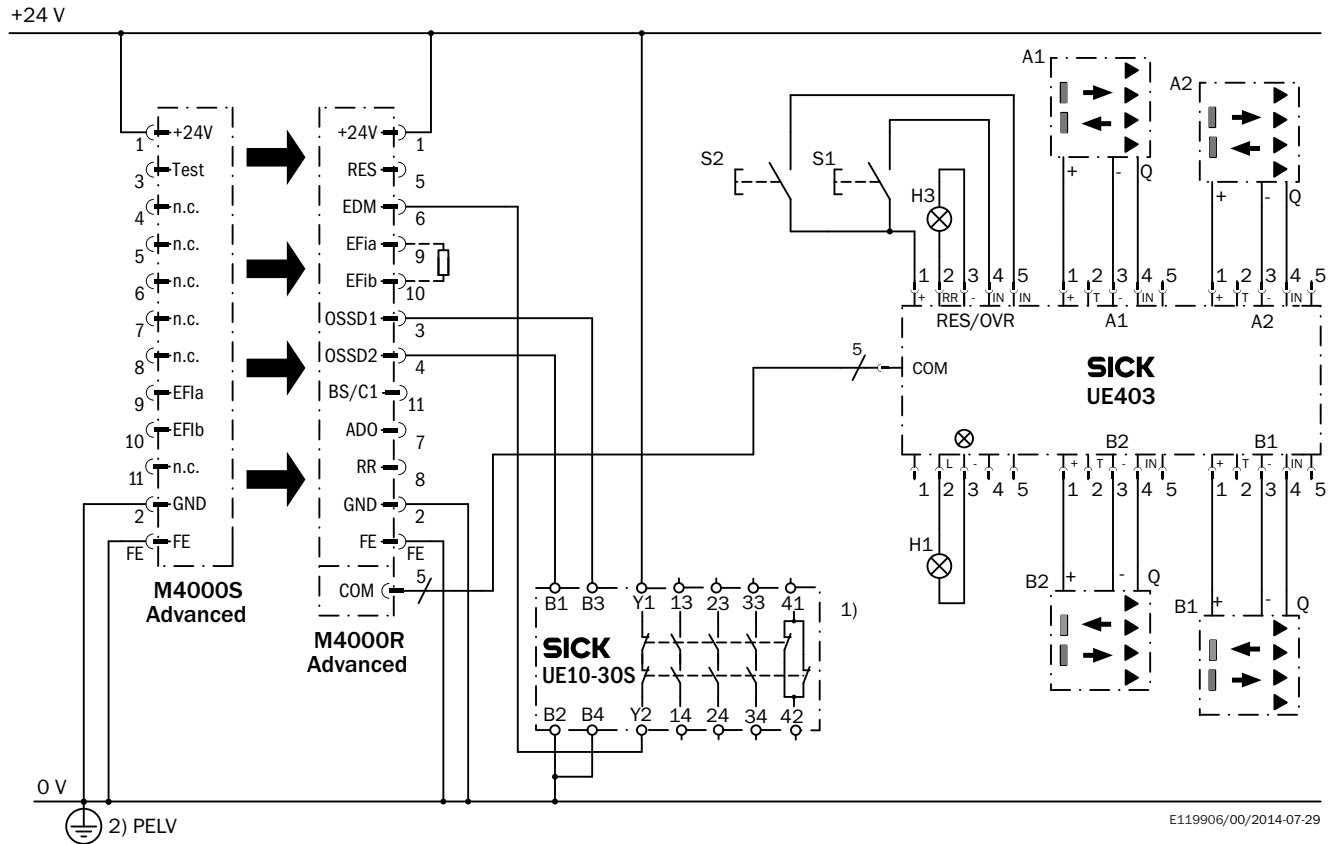 +24 V
+24V
1
Test
3
n.c.
4
n.c.
5
n.c.
6
n.c.
7
n.c.
8
EFIa
9
EFIb
10
n.c.
11
GND
2
FE
FE
M4000S
Advanced
+24V
1
RES
5
EDM
6
EFia
9
EFib
10
OSSD1
3
OSSD2
4
BS/C1
11
ADO
7
RR
8
GND
2
FE
FE
COM
5
M4000R
Advanced
B1 B3 Y1 13 23 33 41
1)
SICK
UE10-30S
B2 B4 Y2 14 24 34 42
S2
S1
H3
A1
+ - Q
A2
+ - Q
1 2 3 4 5
+ RR - IN IN
RES/OVR
1 2 3 4 5
+ T - IN
A1
1 2 3 4 5
+ T - IN
A2
5
COM
SICK
UE403
L -
1 2 3 4 5
H1
B2
+ T - IN
1 2 3 4 5
B1
+ T - IN
1 2 3 4 5
B2
+ - Q
B1
+ - Q
0 V
2) PELV
E119906/00/2014-07-29